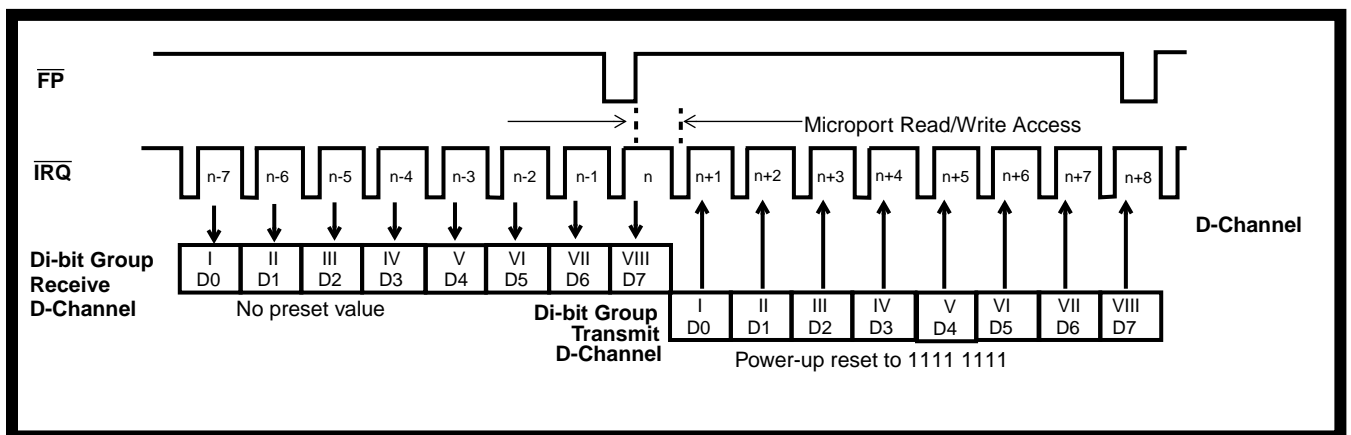 FP
Microport Read/Write Access
IRQ
n-7 n-6 n-5 n-4 n-3 n-2 n-1 n n+1 n+2 n+3 n+4 n+5 n+6 n+7 n+8
D-Channel
Di-bit Group
Receive
D-Channel
I II III IV V VI VII VIII
D0 D1 D2 D3 D4 D5 D6 D7
No preset value
Di-bit Group
Transmit
D-Channel
I II III IV V VI VII VIII
D0 D1 D2 D3 D4 D5 D6 D7
Power-up reset to 1111 1111